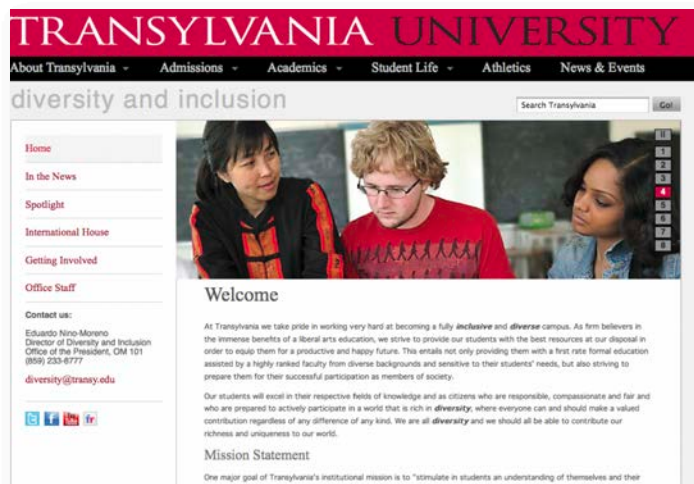 TRANSYLVANIA UNIVERSITY
About Transylvania Admissions Academics Student Life Athletics News & Events
diversity and inclusion
Search Transylvania Go!
Home
In the News
Spotlight
International House
Getting Involved
Office Staff
Contact us:
Eduardo Nino-Moreno
Director of Diversity and Inclusion
Office of the President, OM 101
(859) 233-8777
diversity@transy.edu
II
1
2
3
4
5
6
7
8
Welcome
At Transylvania we take pride in working very hard at becoming a fully inclusive and diverse campus. As firm believers in
the immense benefits of a liberal arts education, we strive to provide our students with the best resources at our disposal in
order to equip them for a productive and happy future. This entails not only providing them with a first rate formal education
assisted by a highly ranked faculty from diverse backgrounds and sensitive to their students' needs, but also striving to
prepare them for their successful participation as members of society.
Our students will excel in their respective fields of knowledge and as citizens who are responsible, compassionate and fair and
who are prepared to actively participate in a world that is rich in diversity, where everyone can and should make a valued
contribution regardless of any difference of any kind. We are all diversity and we should all be able to contribute our
richness and uniqueness to our world.
Mission Statement
One major goal of Transylvania's institutional mission is to "stimulate in students an understanding of themselves and their